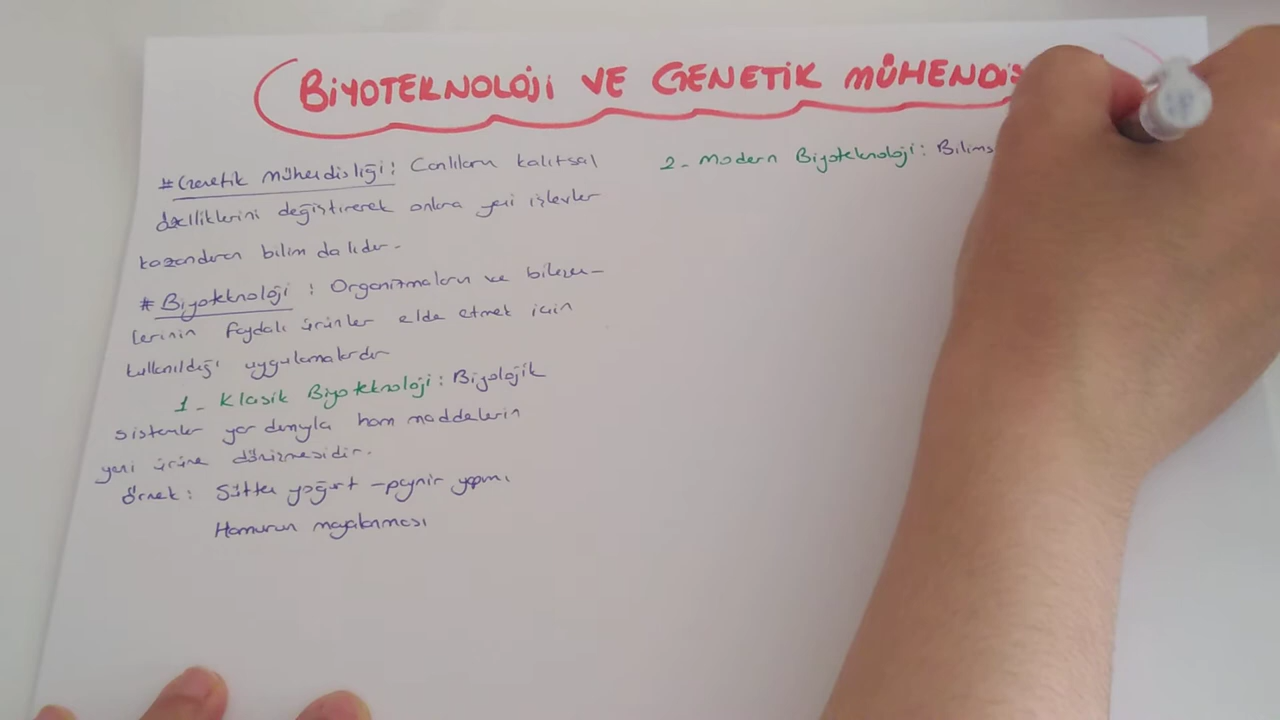 BİYOTEKNOLOJİ VE GENETİK MÜHENDİS
# Genetik Mühendisliği : Canlıların kalıtsal
özelliklerini değiştirerek onlara yeni işlevler
kazandıran bilim dalıdır.
# Biyoteknoloji : Organizmaların ve bileşen-
lerinin faydalı ürünler elde etmek için
kullanıldığı uygulamalardır
1- Klasik Biyoteknoloji : Biyolojik
sistemler yardımıyla ham maddelerin
yeni ürüne dönüşmesidir.
Örnek : Sütten yoğurt - peynir yapımı
Hamurun mayalanması
2- Modern Biyoteknoloji : Bilims